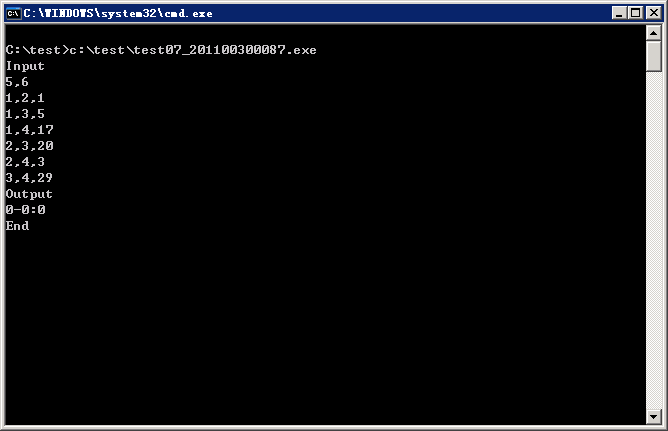 C:\WINDOWS\system32\cmd.exe
C:\test>c:\test\test07_201100300087.exe
Input
5,6
1,2,1
1,3,5
1,4,17
2,3,20
2,4,3
3,4,29
Output
0-0:0
End